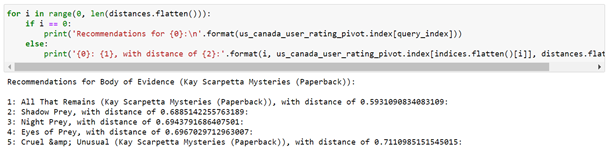 for i in range(0, len(distances.flatten())):
    if i == 0:
        print('Recommendations for {0}:\n'.format(us_canada_user_rating_pivot.index[query_index]))
    else:
        print('{0}: {1}, with distance of {2}:'.format(i, us_canada_user_rating_pivot.index[indices.flatten()[i]], distances.flat
Recommendations for Body of Evidence (Kay Scarpetta Mysteries (Paperback)):
1: All That Remains (Kay Scarpetta Mysteries (Paperback)), with distance of 0.5931090834083109:
2: Shadow Prey, with distance of 0.6885142255763189:
3: Night Prey, with distance of 0.6943791686407501:
4: Eyes of Prey, with distance of 0.6967029712963007:
5: Cruel &amp; Unusual (Kay Scarpetta Mysteries (Paperback)), with distance of 0.7110985151545015: